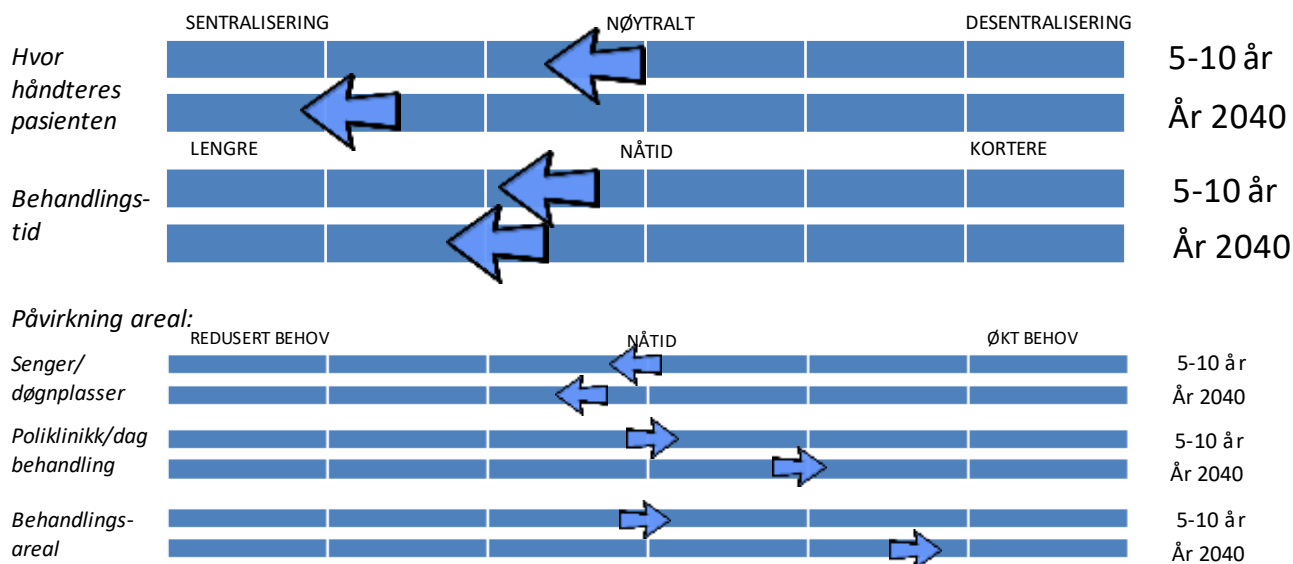 SENTRALISERING NØYTRALT DESENTRALISERING
Hvor
håndteres
pasienten
5-10 år
År 2040
LENGRE NÅTID KORTERE
Behandlings-
tid
5-10 år
År 2040
Påvirkning areal:
REDUSERT BEHOV NÅTID ØKT BEHOV
Senger/
døgnplasser
5-10 år
År 2040
Poliklinikk/dag
behandling
5-10 år
År 2040
Behandlings-
areal
5-10 år
År 2040